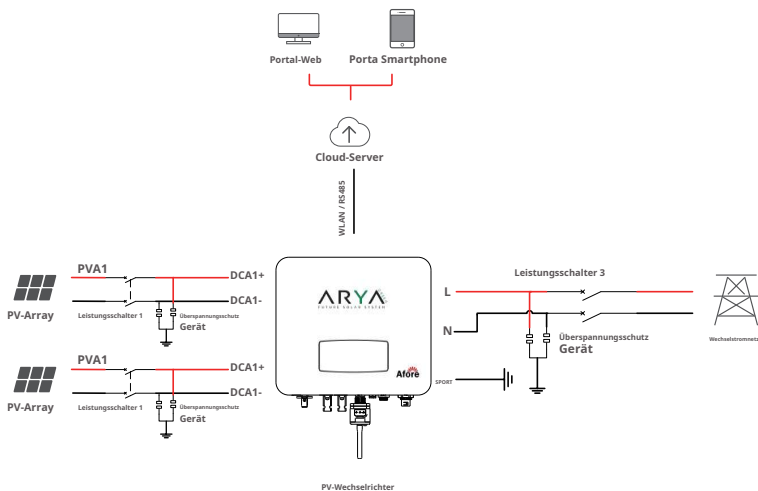 Portal-Web
Porta Smartphone
Cloud-Server
WLAN / RS485
PVA1
DCA1+
DCA1-
PV-Array
Leistungsschalter 1
Überspannungsschutz
Gerät
PVA1
DCA1+
DCA1-
PV-Array
Leistungsschalter 1
Überspannungsschutz
Gerät
ARYA
FUTURE SOLAR SYSTEM
Afore
Leistungsschalter 3
L
N
Überspannungsschutz
Gerät
Wechselstromnetz
SPORT
PV-Wechselrichter